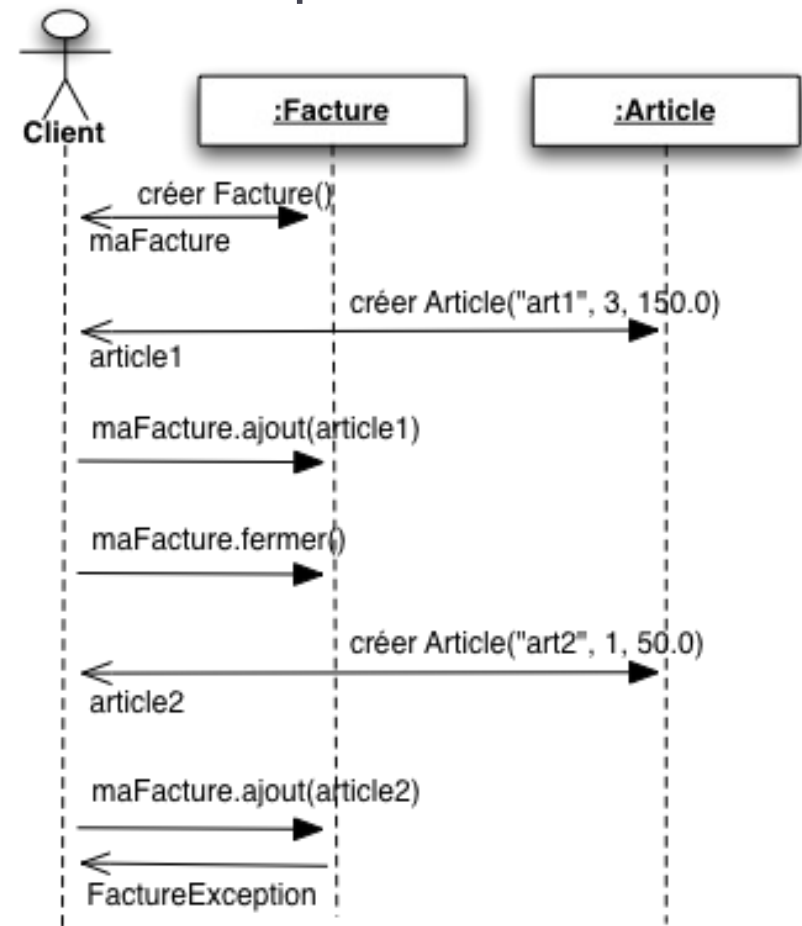 Client
:Facture
:Article
créer Facture()
maFacture
créer Article("art1", 3, 150.0)
article1
maFacture.ajout(article1)
maFacture.fermer()
créer Article("art2", 1, 50.0)
article2
maFacture.ajout(article2)
FactureException